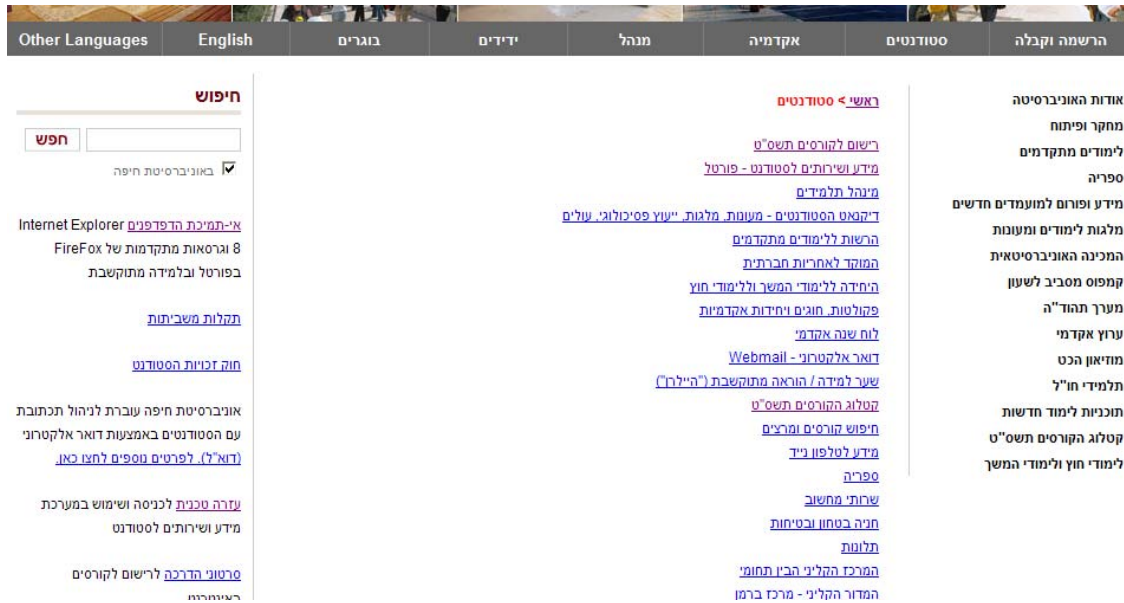 הרשמה וקבלה
סטודנטים
אקדמיה
מנהל
ידידים
בוגרים
English
Other Languages
אודות האוניברסיטה
מחקר ופיתוח
לימודים מתקדמים
ספריה
מידע ופורום למועמדים חדשים
מלגות לימודים ומעונות
המכינה האוניברסיטאית
קמפוס מסביב לשעון
מערך תהוד"ה
ערוץ אקדמי
מוזיאון הכט
תלמידי חו"ל
תוכניות לימוד חדשות
קטלוג הקורסים תשס"ט
לימודי חוץ ולימודי המשך
ראשי > סטודנטים
רישום לקורסים תשס"ט
מידע ושירותים לסטודנט - פורטל
מינהל תלמידים
דיקנאט הסטודנטים - מעונות, מלגות, ייעוץ פסיכולוגי, עולים
הרשות ללימודים מתקדמים
המוקד לאחריות חברתית
היחידה ללימודי המשך וללימודי חוץ
פקולטות, חוגים ויחידות אקדמיות
לוח שנה אקדמי
דואר אלקטרוני - Webmail
שער למידה / הוראה מתוקשבת ("היילרן")
קטלוג הקורסים תשס"ט
חיפוש קורסים ומרצים
מידע לטלפון נייד
ספריה
שרותי מחשוב
חניה בטחון ובטיחות
תלונות
המרכז הקליני הבין תחומי
המדור הקליני - מרכז ברמן
חיפוש
חפש
באוניברסיטת חיפה
אי-תמיכת הדפדפנים Internet Explorer
8 וגרסאות מתקדמות של FireFox
בפורטל ובלמידה מתוקשבת
תקלות משביתות
חוק זכויות הסטודנט
אוניברסיטת חיפה עוברת לניהול תכתובת
עם הסטודנטים באמצעות דואר אלקטרוני
(דוא"ל). לפרטים נוספים לחצו כאן.
עזרה טכנית לכניסה ושימוש במערכת
מידע ושירותים לסטודנט
סרטוני הדרכה לרישום לקורסים
באינטרנט